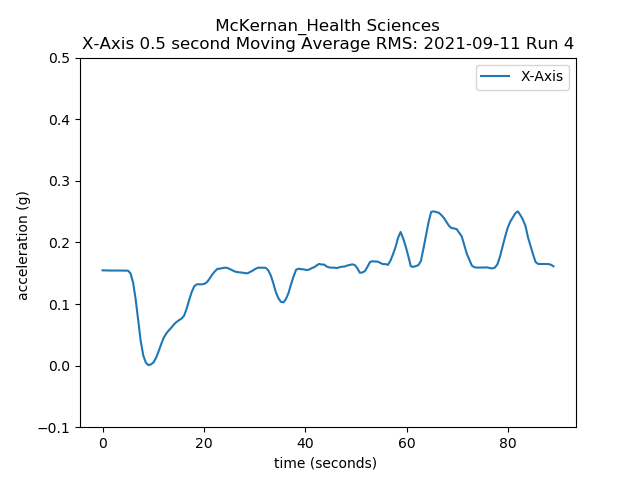 McKernan_Health Sciences
X-Axis 0.5 second Moving Average RMS: 2021-09-11 Run 4
X-Axis
acceleration (g)
0.5
0.4
0.3
0.2
0.1
0.0
−0.1
0 20 40 60 80
time (seconds)